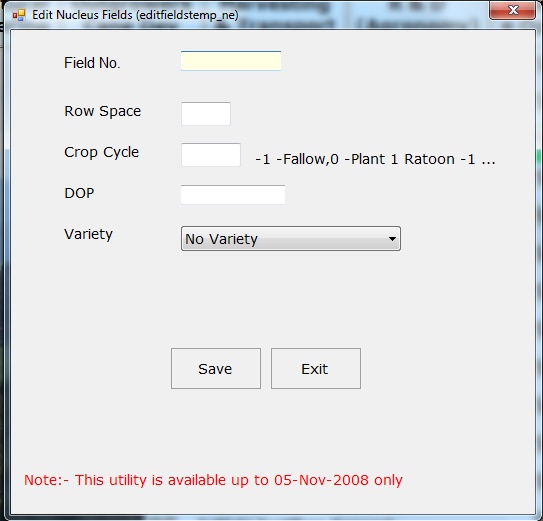 Edit Nucleus Fields (editfieldstemp_ne)
Field No.
Row Space
Crop Cycle -1 -Fallow,0 -Plant 1 Ratoon -1 ...
DOP
Variety No Variety
Save Exit
Note:- This utility is available up to 05-Nov-2008 only